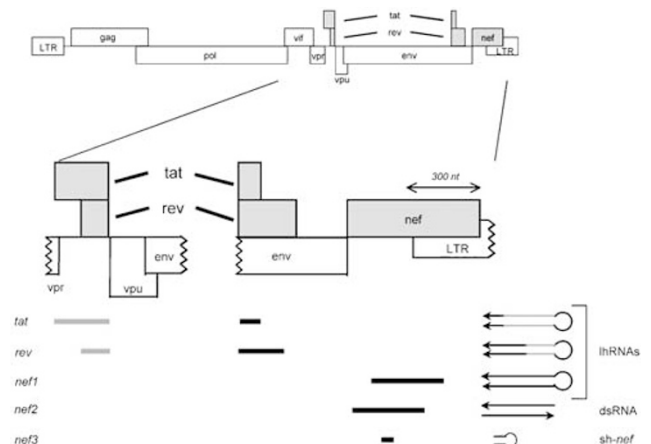 tat
gag
vif
rev
nef
LTR
pol
vpr
env
LTR
vpu
300 nt
tat
rev
nef
env
env
LTR
vpr
vpu
tat
rev
lhRNAs
nef1
nef2
dsRNA
nef3
sh-nef